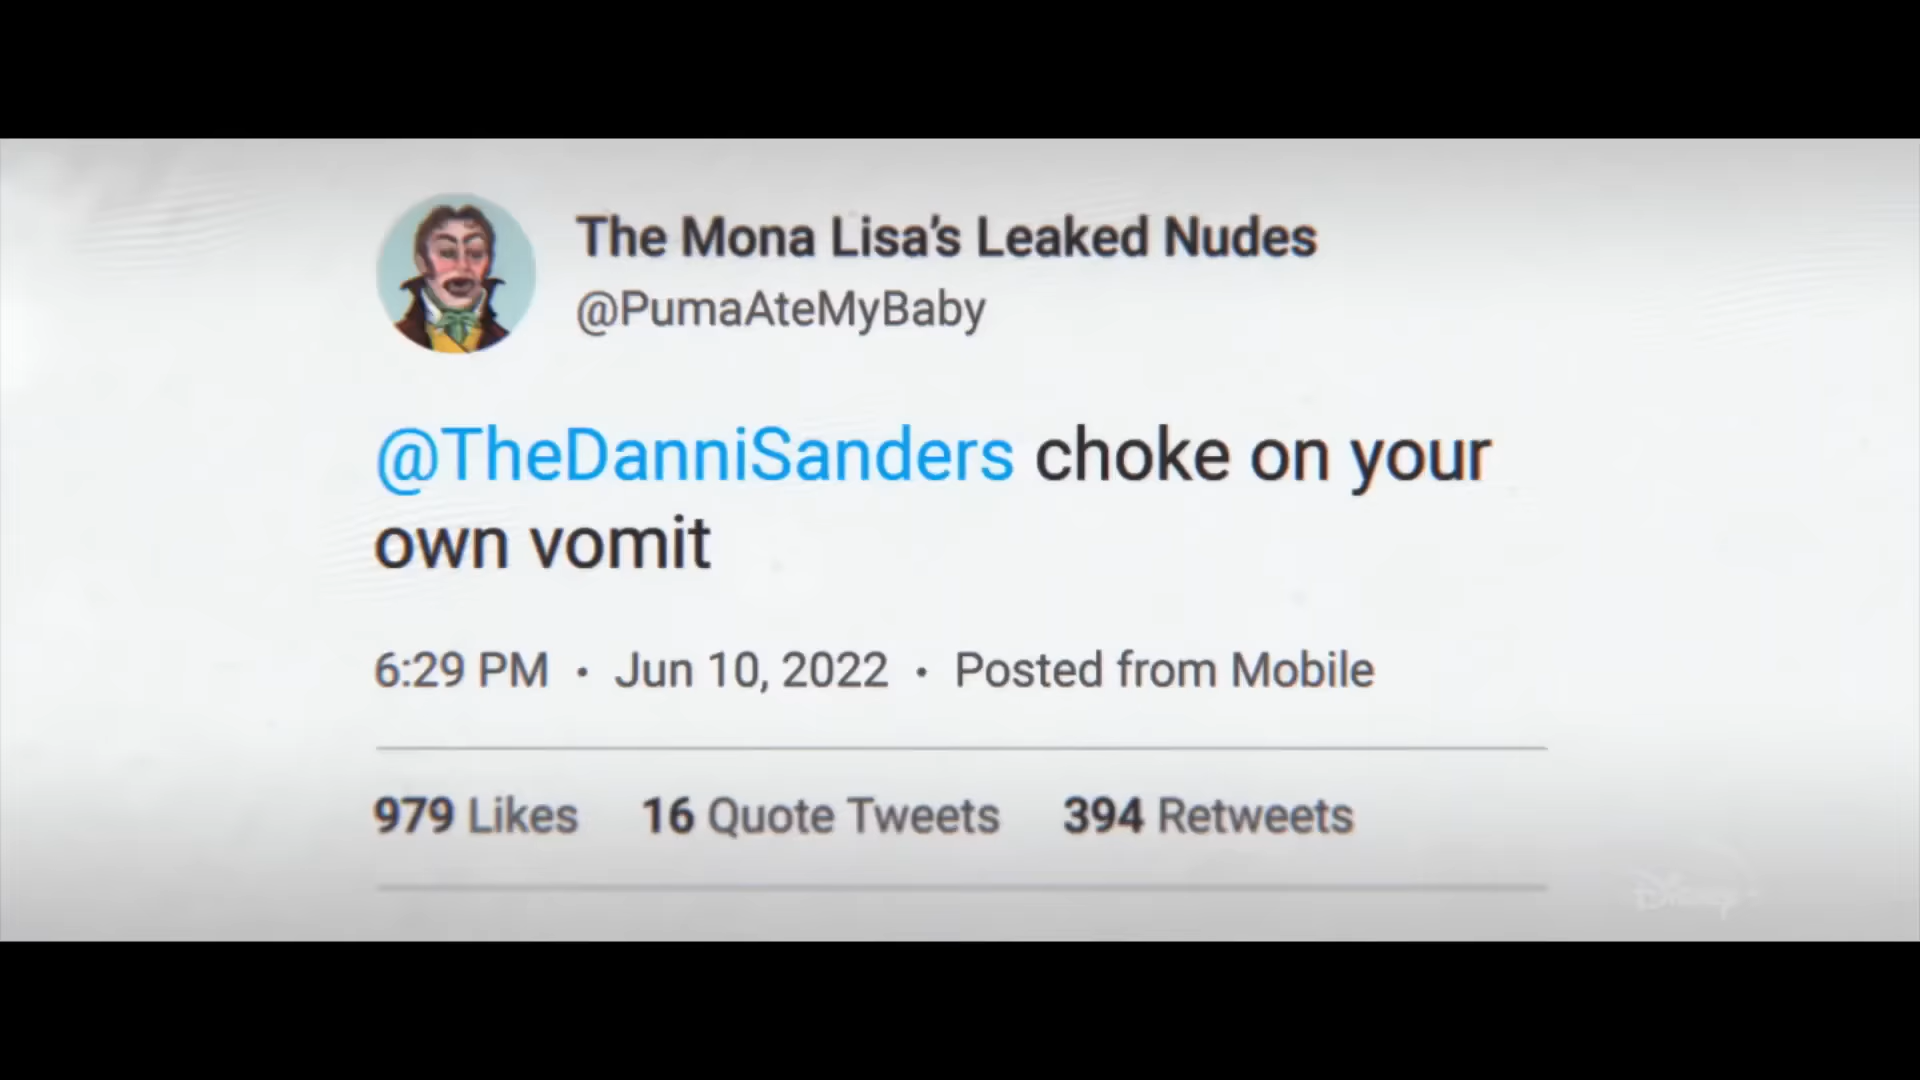 The Mona Lisa’s Leaked Nudes
@PumaAteMyBaby
@TheDanniSanders choke on your
own vomit
6:29 PM • Jun 10, 2022 • Posted from Mobile
979 Likes 16 Quote Tweets 394 Retweets
Disney+